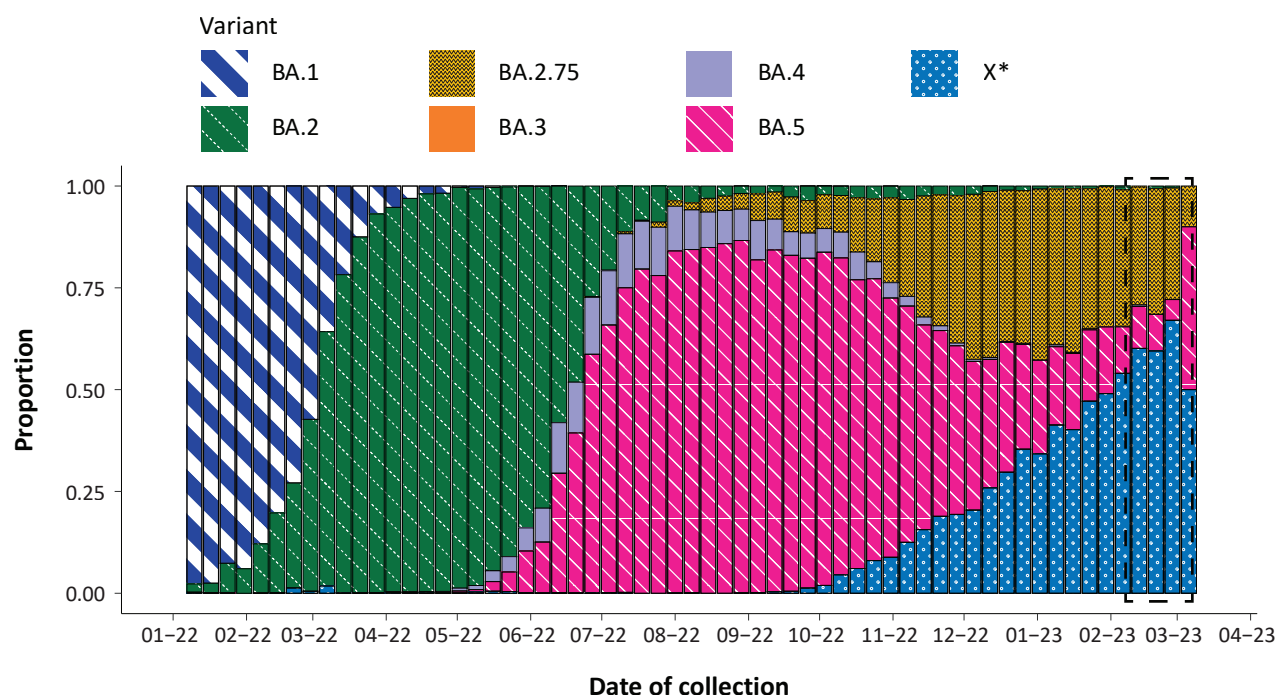 Variant
BA.1 BA.2.75 BA.4 X*
BA.2 BA.3 BA.5
1.00
0.75
0.50
0.25
0.00
Proportion
01–22 02–22 03–22 04–22 05–22 06–22 07–22 08–22 09–22 10–22 11–22 12–22 01–23 02–23 03–23 04–23
Date of collection